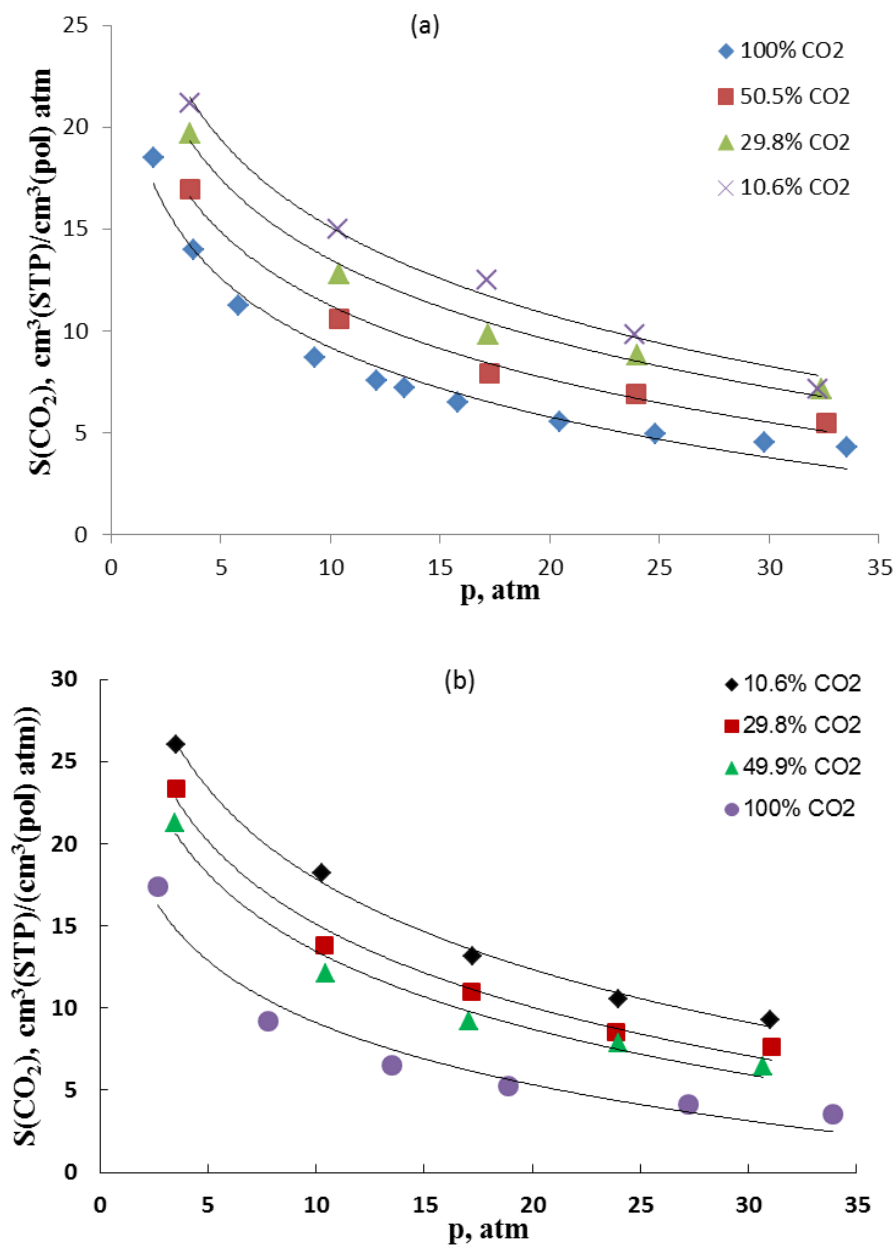 (a)
25
20
15
10
5
0
S(CO₂), cm³(STP)/cm³(pol) atm
100% CO2
50.5% CO2
29.8% CO2
10.6% CO2
0 5 10 15 20 25 30 35
p, atm
(b)
30
25
20
15
10
5
0
S(CO₂), cm³(STP)/(cm³(pol) atm))
10.6% CO2
29.8% CO2
49.9% CO2
100% CO2
0 5 10 15 20 25 30 35
p, atm